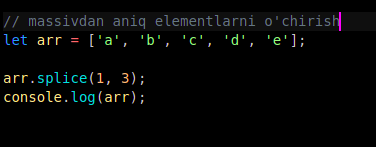 // massivdan aniq elementlarni o'chirish
let arr = ['a', 'b', 'c', 'd', 'e'];
arr.splice(1, 3);
console.log(arr);